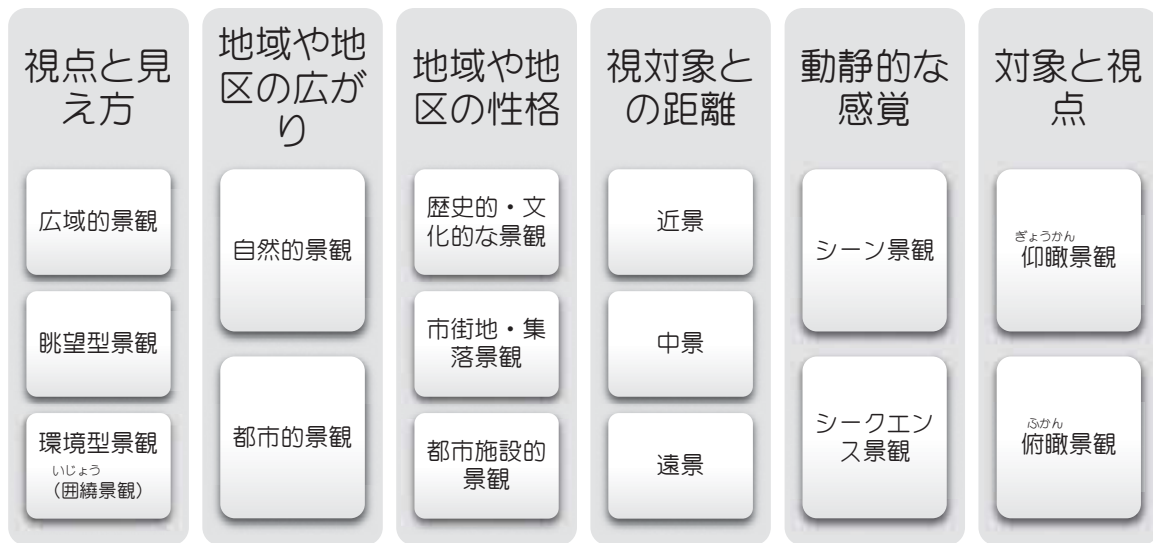 視点と見
え方
広域的景観
眺望型景観
環境型景観
いじょう
（囲繞景観）
地域や地
区の広が
り
自然的景観
都市的景観
地域や地
区の性格
歴史的・文
化的な景観
市街地・集
落景観
都市施設的
景観
視対象と
の距離
近景
中景
遠景
動静的な
感覚
シーン景観
シークエン
ス景観
対象と視
点
ぎょうかん
仰瞰景観
ふかん
俯瞰景観